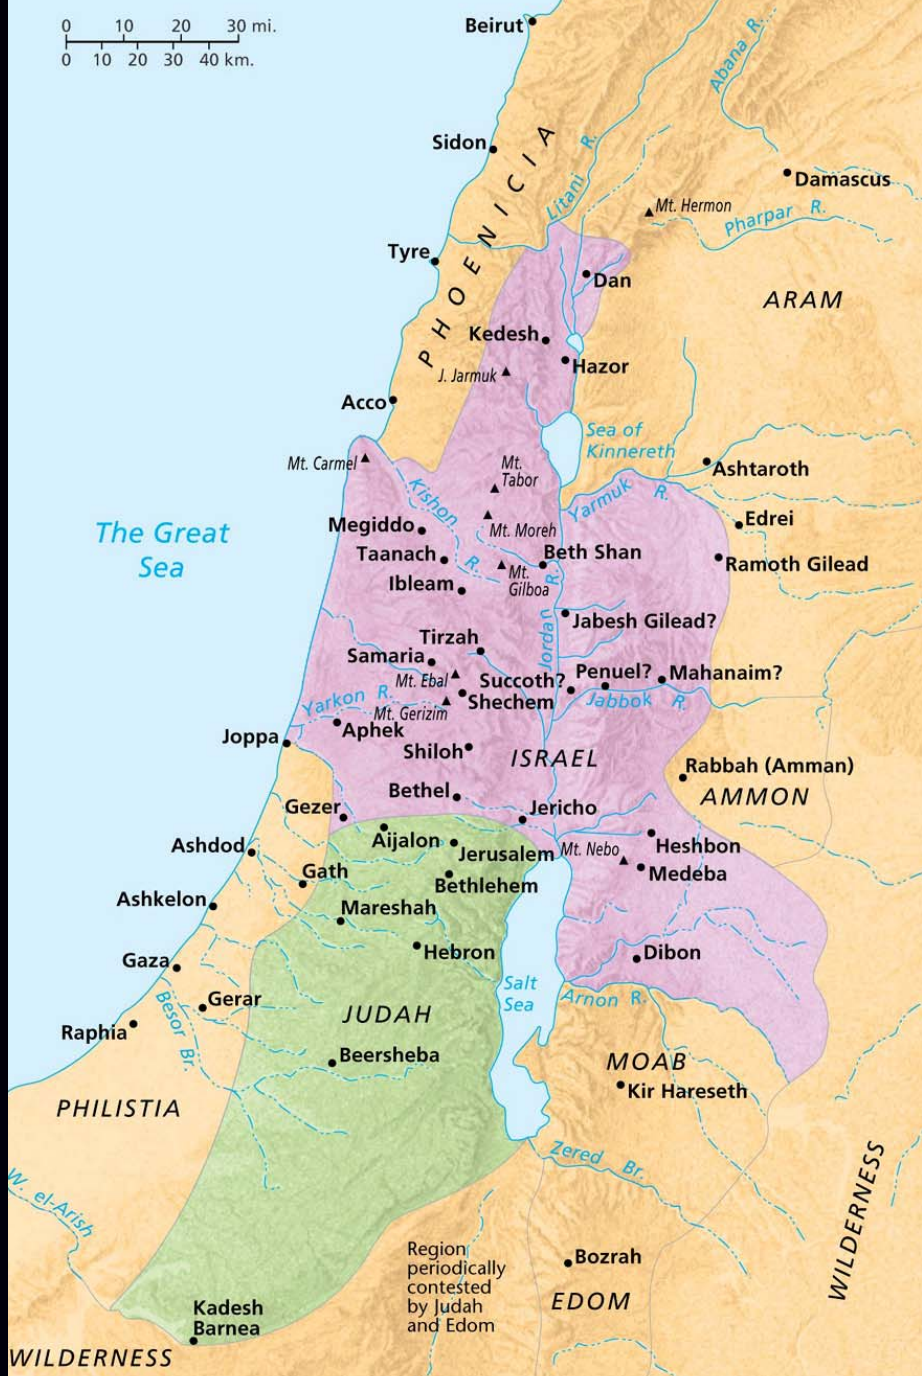 0 10 20 30 mi.
0 10 20 30 40 km.
Beirut
Abana R.
Sidon
PHOENICIA
Litani R.
Damascus
Mt. Hermon
Pharpar R.
Tyre
Dan
ARAM
Kedesh
Hazor
J. Jarmuk
Acco
Sea of
Kinnereth
Mt. Carmel
Mt.
Tabor
Ashtaroth
Kishon R.
Yarmuk R.
The Great
Sea
Megiddo
Mt. Moreh
Edrei
Taanach
Beth Shan
Ramoth Gilead
Ibleam
Mt.
Gilboa
Jordan R.
Jabesh Gilead?
Tirzah
Samaria
Mt. Ebal
Succoth?
Penuel?
Mahanaim?
Shechem
Jabbok R.
Yarkon R.
Mt. Gerizim
Aphek
Joppa
Shiloh
ISRAEL
Rabbah (Amman)
AMMON
Bethel
Gezer
Jericho
Aijalon
Jerusalem
Heshbon
Ashdod
Mt. Nebo
Medeba
Gath
Bethlehem
Ashkelon
Mareshah
Hebron
Dibon
Gaza
Salt
Sea
Arnon R.
Gerar
Besor Br.
JUDAH
Raphia
Beersheba
MOAB
Kir Hareseth
PHILISTIA
Zered Br.
W. el-Arish
WILDERNESS
Region
periodically
contested
by Judah
and Edom
Bozrah
EDOM
Kadesh
Barnea
WILDERNESS